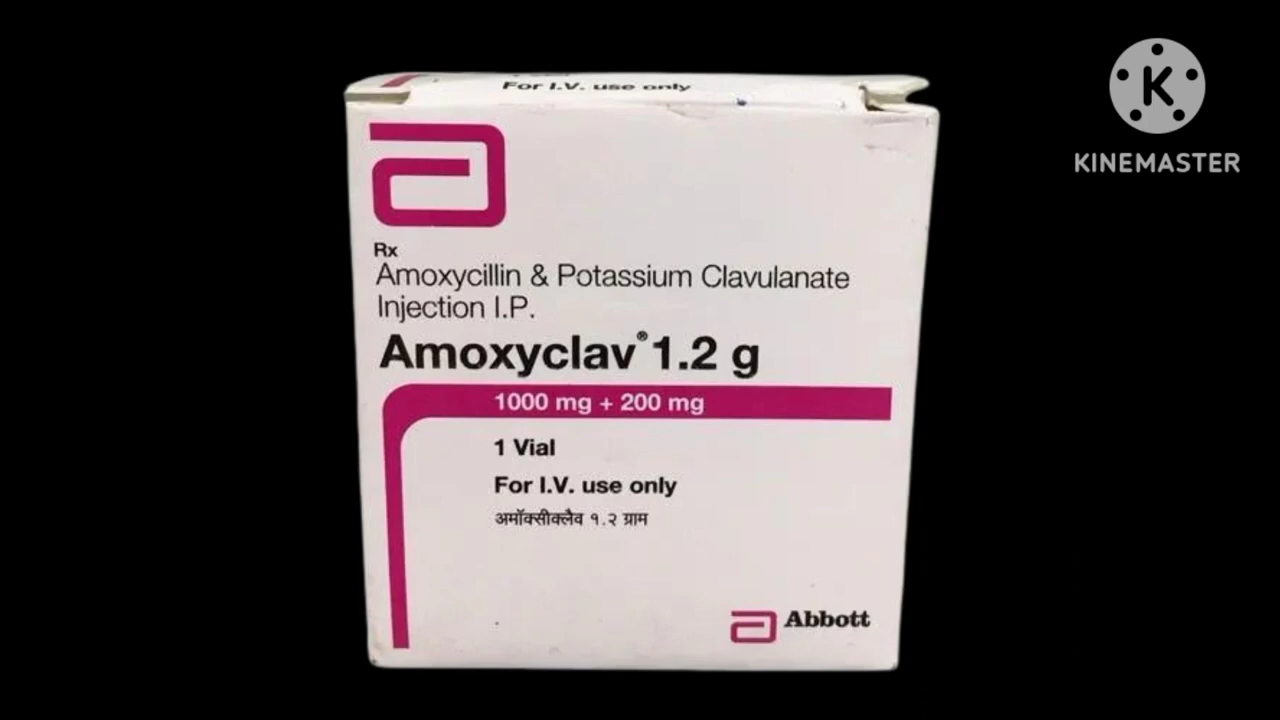 For I.V. use only
KINEMASTER
Rx
Amoxycillin & Potassium Clavulanate
Injection I.P.
Amoxyclav® 1.2 g
1000 mg + 200 mg
1 Vial
For I.V. use only
अमॉक्सीक्लैव १.२ ग्राम
Abbott